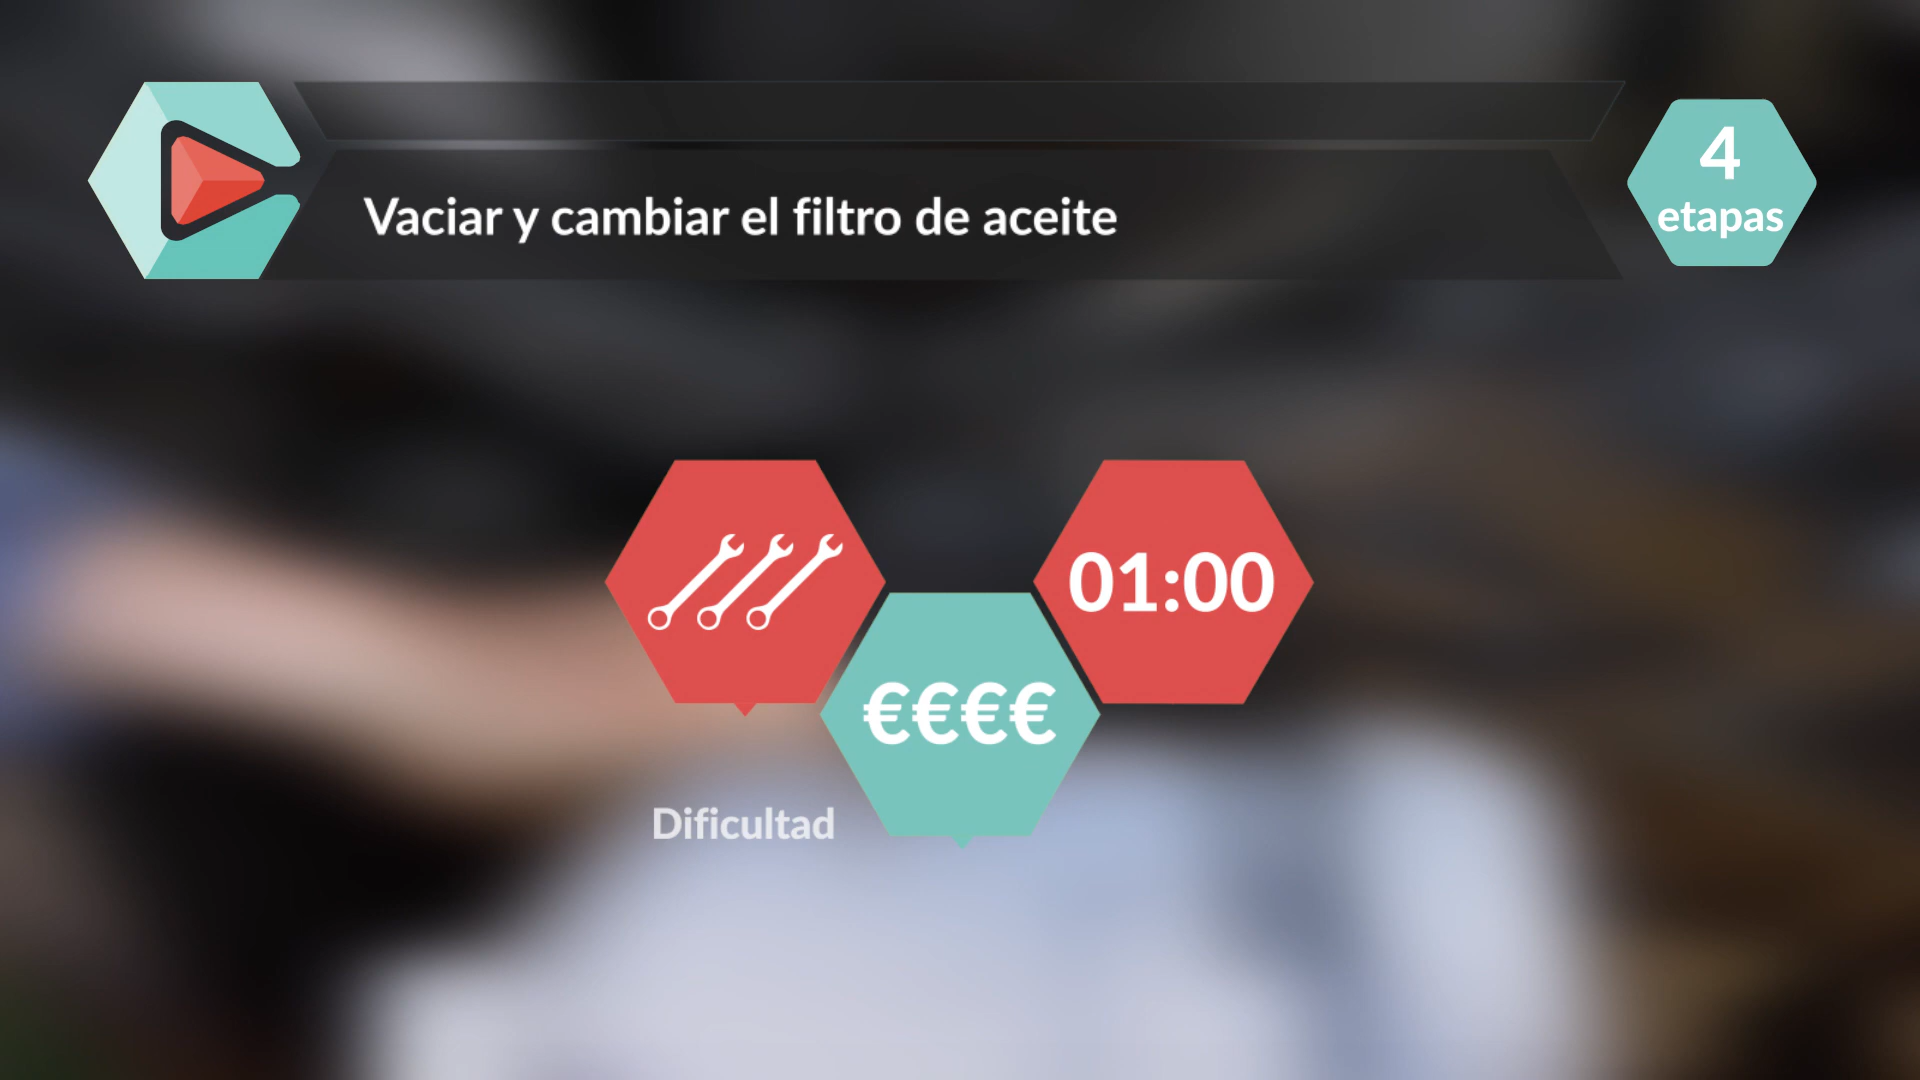 Vaciar y cambiar el filtro de aceite
4
etapas
01:00
€€€€
Dificultad